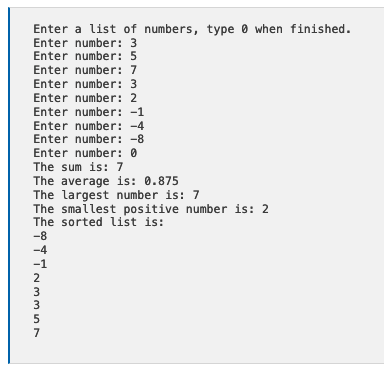 Enter a list of numbers, type 0 when finished.
Enter number: 3
Enter number: 5
Enter number: 7
Enter number: 3
Enter number: 2
Enter number: -1
Enter number: -4
Enter number: -8
Enter number: 0
The sum is: 7
The average is: 0.875
The largest number is: 7
The smallest positive number is: 2
The sorted list is:
-8
-4
-1
2
3
3
5
7